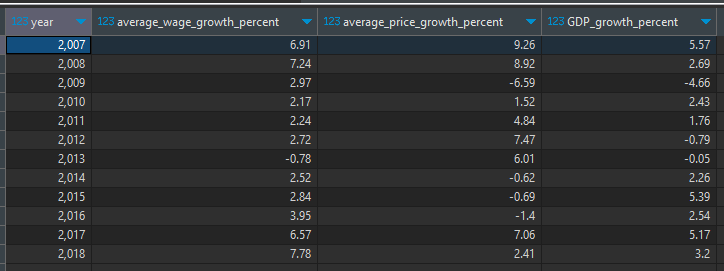 123 year 123 average_wage_growth_percent 123 average_price_growth_percent 123 GDP_growth_percent
2,007 6.91 9.26 5.57
2,008 7.24 8.92 2.69
2,009 2.97 -6.59 -4.66
2,010 2.17 1.52 2.43
2,011 2.24 4.84 1.76
2,012 2.72 7.47 -0.79
2,013 -0.78 6.01 -0.05
2,014 2.52 -0.62 2.26
2,015 2.84 -0.69 5.39
2,016 3.95 -1.4 2.54
2,017 6.57 7.06 5.17
2,018 7.78 2.41 3.2